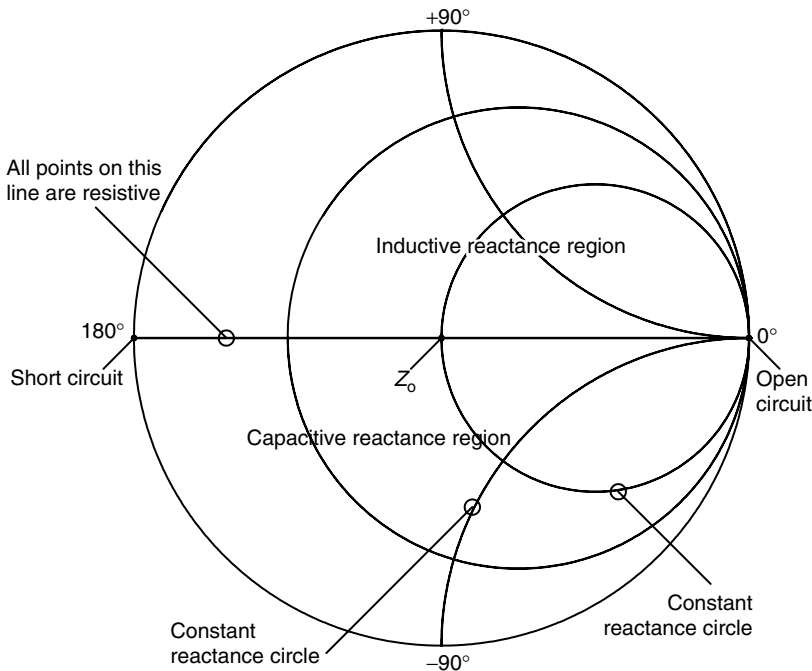 +90°
All points on this
line are resistive
Inductive reactance region
180°
0°
Short circuit
Zo
Open
circuit
Capacitive reactance region
Constant
reactance circle
Constant
reactance circle
−90°